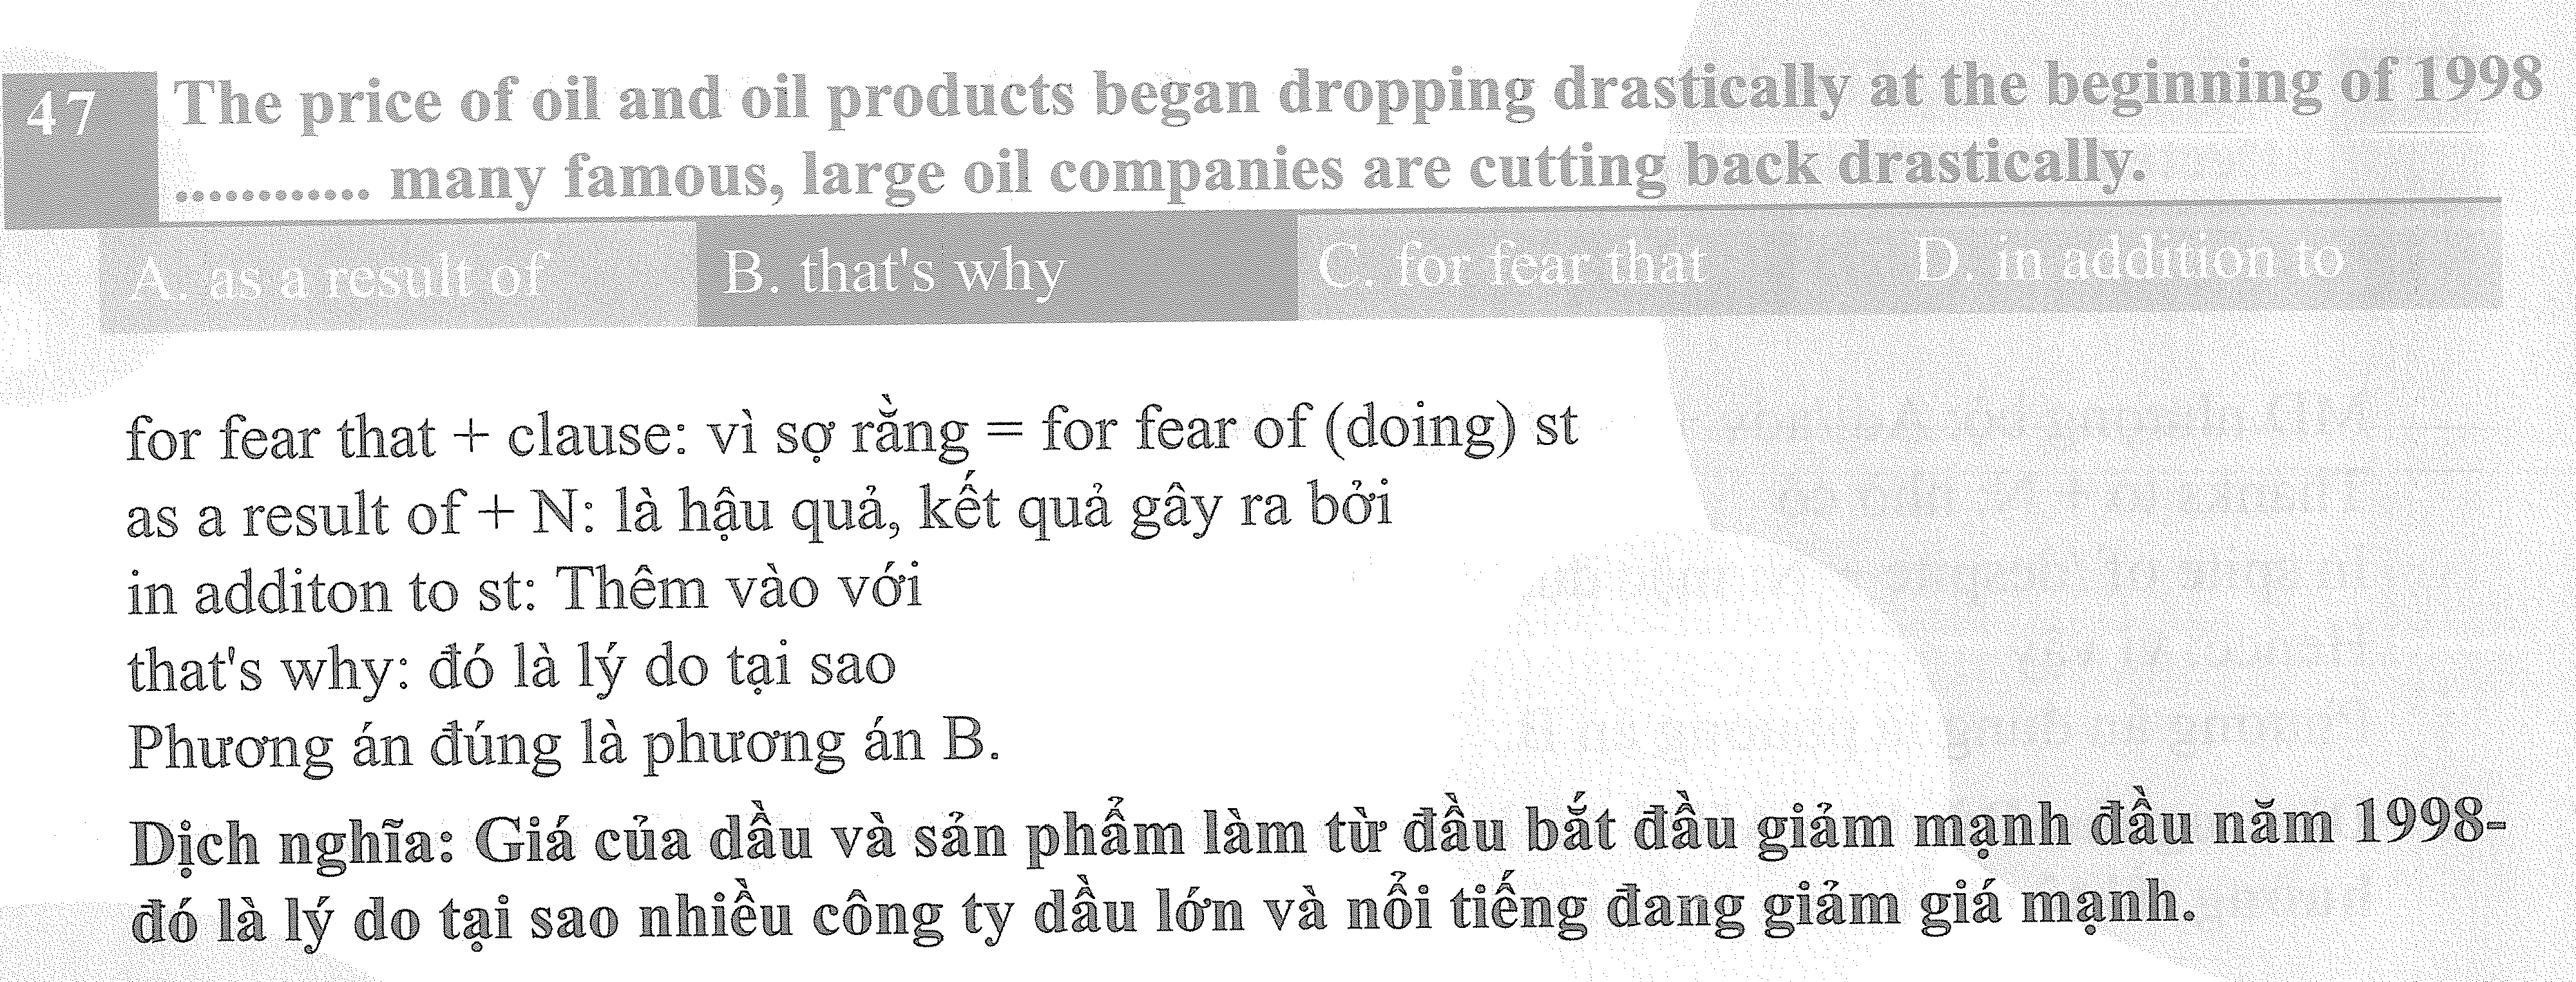 47 The price of oil and oil products began dropping drastically at the beginning of 1998
............ many famous, large oil companies are cutting back drastically.
A. as a result of B. that's why C. for fear that D. in addition to
for fear that + clause: vì sợ rằng = for fear of (doing) st
as a result of + N: là hậu quả, kết quả gây ra bởi
in additon to st: Thêm vào với
that's why: đó là lý do tại sao
Phương án đúng là phương án B.
Dịch nghĩa: Giá của dầu và sản phẩm làm từ đầu bắt đầu giảm mạnh đầu năm 1998-
đó là lý do tại sao nhiều công ty dầu lớn và nổi tiếng đang giảm giá mạnh.